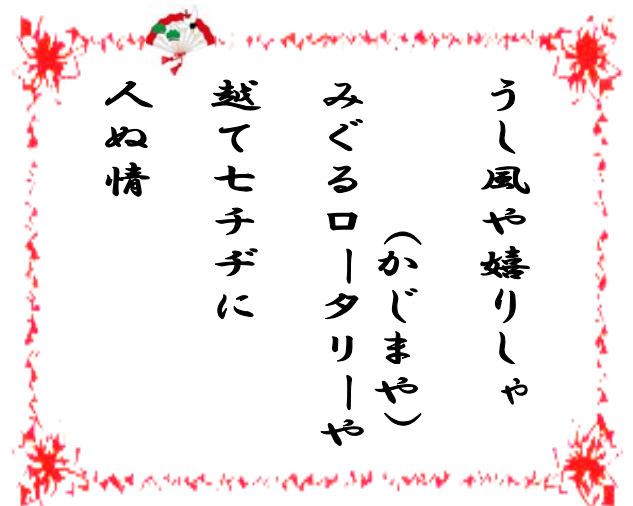 うし風や嬉りしゃ
(かじまや)
みぐるロータリーや
越て七チヂに
人ぬ情